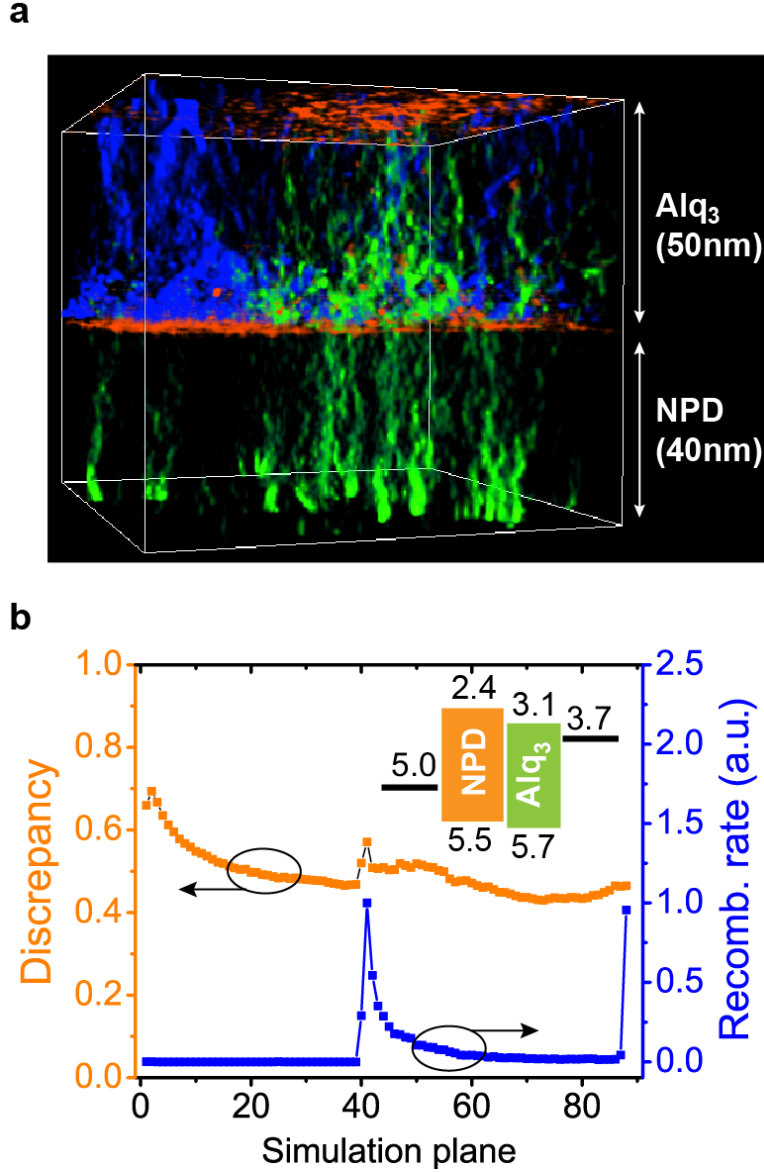 a
Alq₃
(50nm)
NPD
(40nm)
b
1.0
0.8
0.6
0.4
0.2
0.0
Discrepancy
2.5
2.0
1.5
1.0
0.5
0.0
Recomb. rate (a.u.)
2.4
3.1
3.7
5.0
NPD
Alq₃
5.5
5.7
0
20
40
60
80
Simulation plane